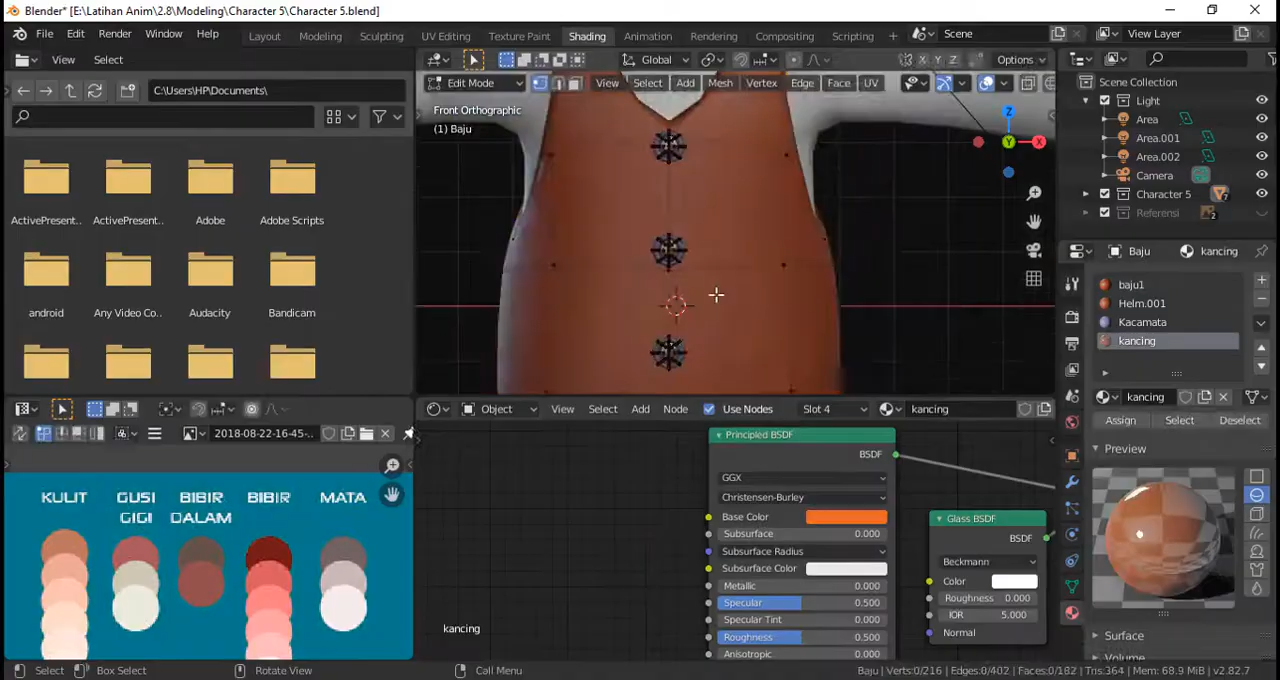 Blender* [E:\Latihan Anim\2.8\Modeling\Character 5\Character 5.blend]
File Edit Render Window Help Layout Modeling Sculpting UV Editing Texture Paint Shading Animation Rendering Compositing Scripting + Scene View Layer
View Select
Global Options
X Y Z
C:\Users\HP\Documents\
Edit Mode View Select Add Mesh Vertex Edge Face UV
Front Orthographic
(1) Baju
Z
Y
X
ActivePresent...
ActivePresent..
Adobe
Adobe Scripts
android
Any Video Co..
Audacity
Bandicam
Scene Collection
Light
Area
Area.001
Area.002
Camera
Character 5
Referensi
Baju kancing
baju1
Helm.001
Kacamata
kancing
kancing
Assign Select Deselect
Preview
Surface
Volume
2018-08-22-16-45-..
Object View Select Add Node Use Nodes Slot 4 kancing
KULIT
GUSI
GIGI
BIBIR
DALAM
BIBIR
MATA
Principled BSDF
BSDF
GGX
Christensen-Burley
Base Color
Subsurface 0.000
Subsurface Radius
Subsurface Color
Metallic 0.000
Specular 0.500
Specular Tint 0.000
Roughness 0.500
Anisotropic 0.000
Glass BSDF
BSDF
Beckmann
Color
Roughness 0.000
IOR 5.000
Normal
kancing
Select Box Select Rotate View Call Menu
Baju | Verts:0/216 | Edges:0/402 | Faces:0/182 | Tris:364 | Mem: 68.9 MiB | v2.82.7